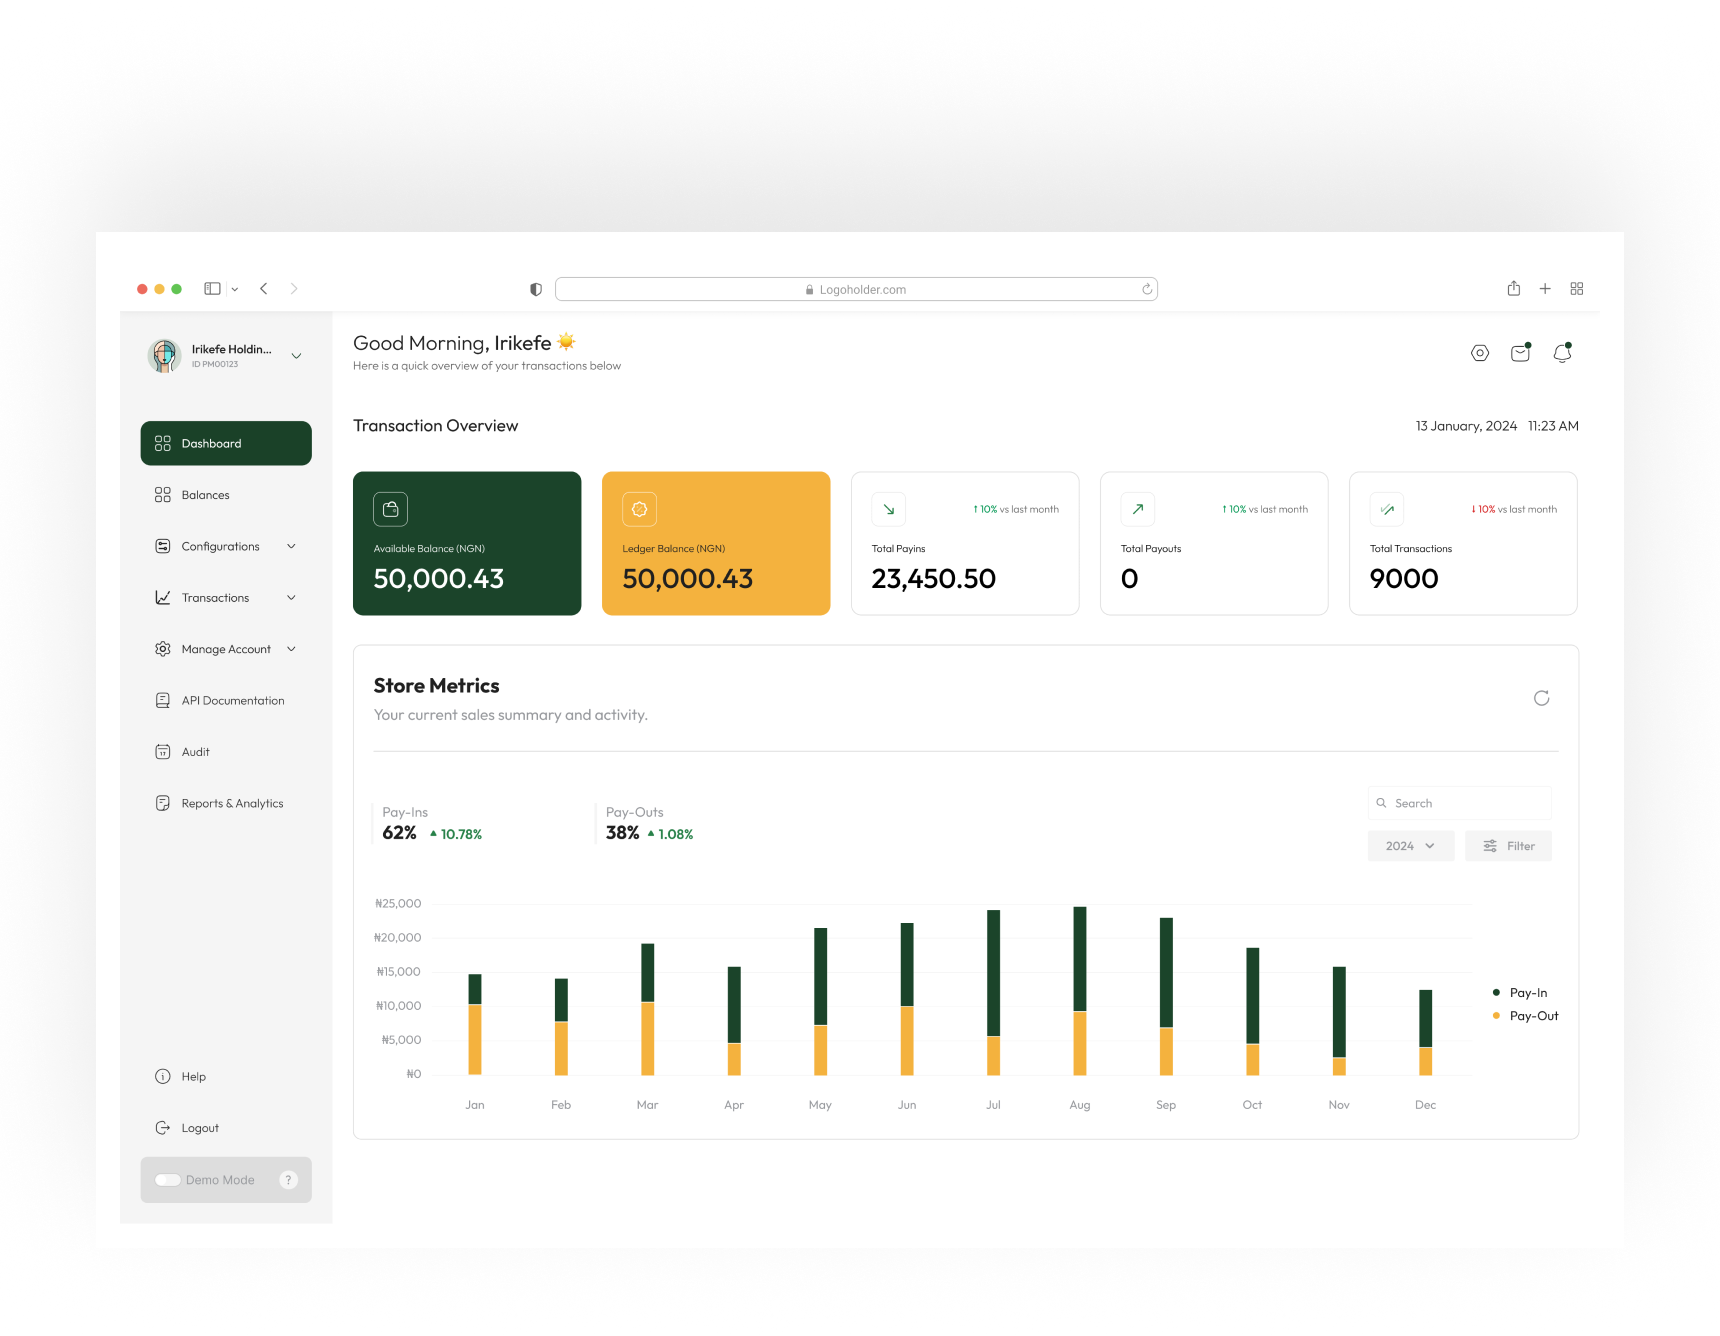 Logoholder.com
Irikefe Holdin...
ID PM00123
Dashboard
Balances
Configurations
Transactions
Manage Account
API Documentation
17
Audit
Reports & Analytics
Help
Logout
Demo Mode
?
Good Morning, Irikefe
Here is a quick overview of your transactions below
Transaction Overview
13 January, 2024 11:23 AM
Available Balance (NGN)
50,000.43
Ledger Balance (NGN)
50,000.43
↑ 10% vs last month
Total Payins
23,450.50
↑ 10% vs last month
Total Payouts
0
↓ 10% vs last month
Total Transactions
9000
Store Metrics
Your current sales summary and activity.
Pay-Ins
62% ▲ 10.78%
Pay-Outs
38% ▲ 1.08%
Search
2024
Filter
₦25,000
₦20,000
₦15,000
₦10,000
₦5,000
₦0
Jan Feb Mar Apr May Jun Jul Aug Sep Oct Nov Dec
Pay-In
Pay-Out